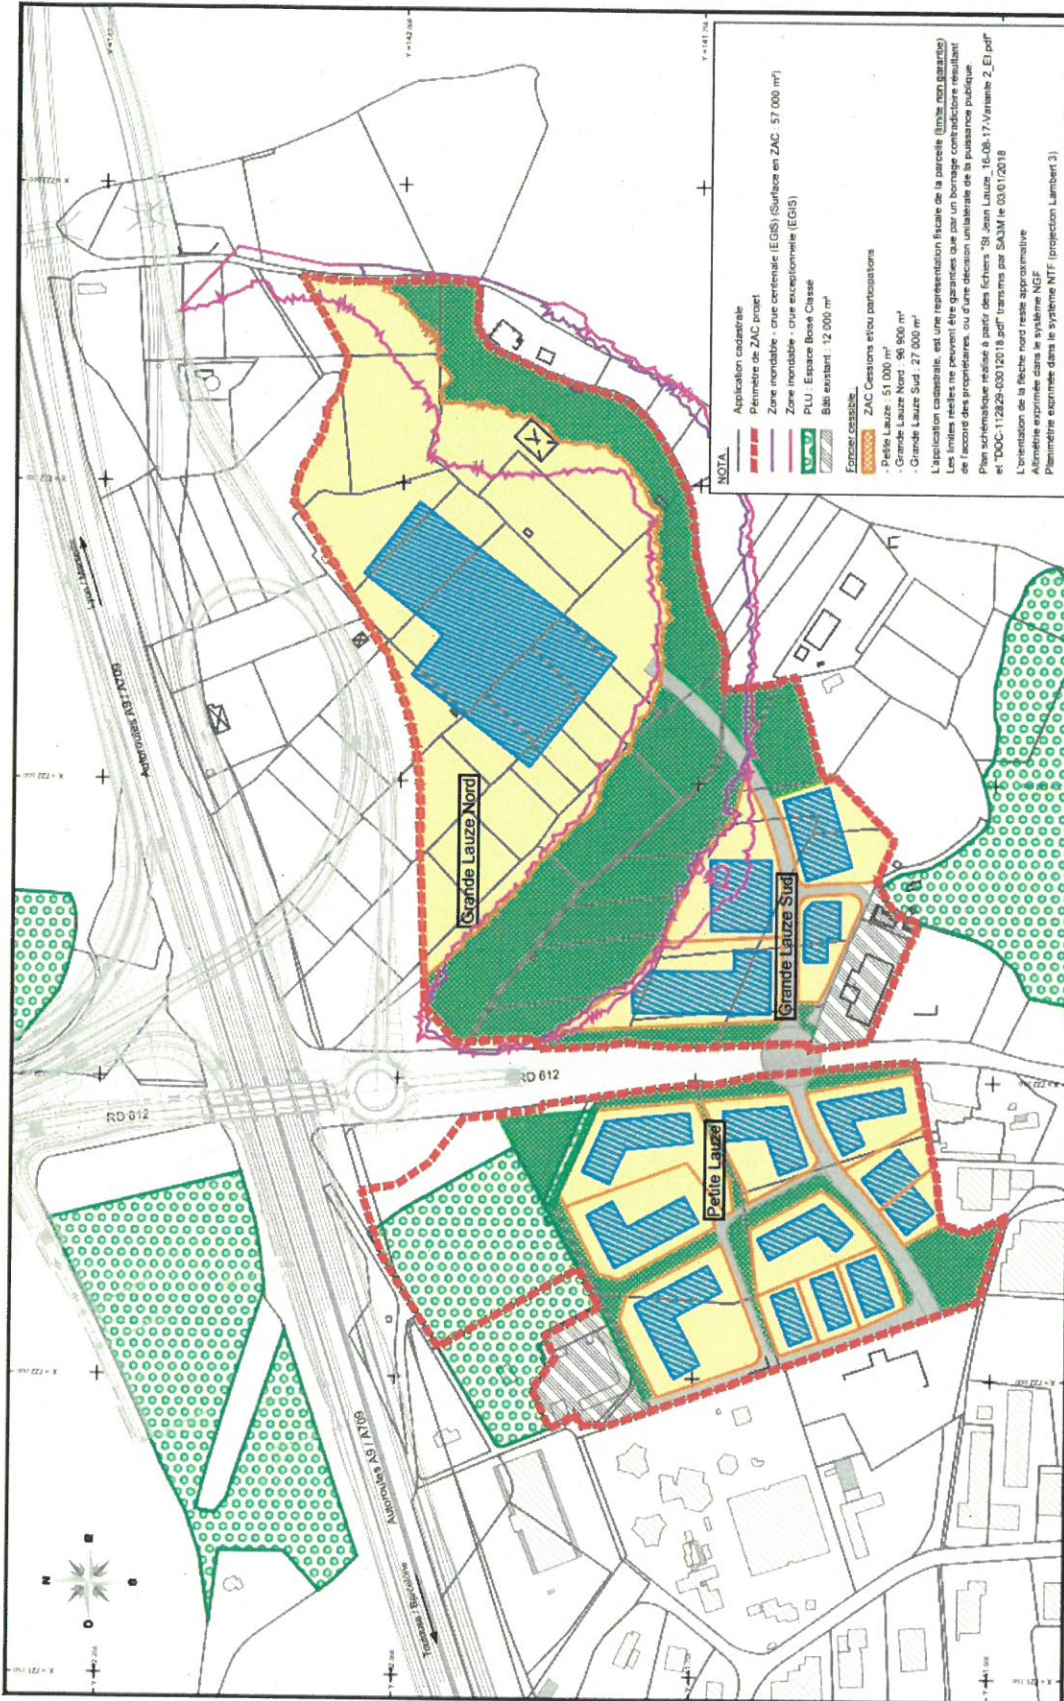 NOTA
Application cadastrale
Périmètre de ZAC projet
Zone inondable - crue centenale (EGIS) (Surface en ZAC : 57 000 m²)
Zone inondable - crue exceptionnelle (EGIS)
PLU : Espace Boisé Classé
Bâti existant : 12 000 m²
Foncier cessible :
ZAC Cessions et/ou participations
- Petite Lauze : 51 000 m²
- Grande Lauze Nord : 96 900 m²
- Grande Lauze Sud : 27 000 m²
L'application cadastrale, est une représentation fiscale de la parcelle (limite non garantie)
Les limites réelles ne peuvent être garanties que par un bornage contradictoire résultant
de l'accord des propriétaires, ou d'une décision unilatérale de la puissance publique.
Plan schématique réalisé à partir des fichiers "St Jean Lauze_16-08-17-Variante 2_EI.pdf"
et "DOC-112829-03012018.pdf" transmis par SA3M le 03/01/2018
L'orientation de la flèche nord reste approximative
Altimétrie exprimée dans le système NGF
Planimétrie exprimée dans le système NTF (projection Lambert 3)
Grande Lauze Nord
Grande Lauze Sud
Petite Lauze
RD 612
RD 612
Autoroutes A9 / A709
Autoroutes A9 / A709
N
O
S